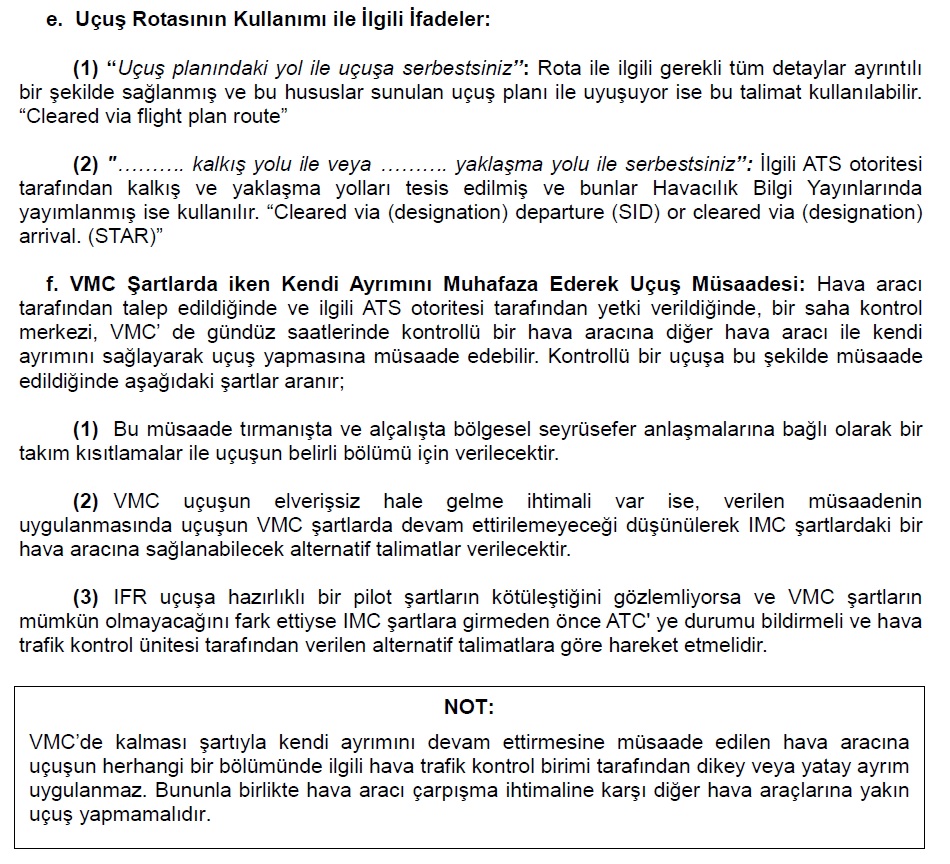 e. Uçuş Rotasının Kullanımı ile İlgili İfadeler:
(1) “Uçuş planındaki yol ile uçuşa serbestsiniz”: Rota ile ilgili gerekli tüm detaylar ayrıntılı
bir şekilde sağlanmış ve bu hususlar sunulan uçuş planı ile uyuşuyor ise bu talimat kullanılabilir.
“Cleared via flight plan route”
(2) "………. kalkış yolu ile veya ………. yaklaşma yolu ile serbestsiniz”: İlgili ATS otoritesi
tarafından kalkış ve yaklaşma yolları tesis edilmiş ve bunlar Havacılık Bilgi Yayınlarında
yayımlanmış ise kullanılır. “Cleared via (designation) departure (SID) or cleared via (designation)
arrival. (STAR)”
f. VMC Şartlarda iken Kendi Ayrımını Muhafaza Ederek Uçuş Müsaadesi: Hava aracı
tarafından talep edildiğinde ve ilgili ATS otoritesi tarafından yetki verildiğinde, bir saha kontrol
merkezi, VMC’ de gündüz saatlerinde kontrollü bir hava aracına diğer hava aracı ile kendi
ayrımını sağlayarak uçuş yapmasına müsaade edebilir. Kontrollü bir uçuşa bu şekilde müsaade
edildiğinde aşağıdaki şartlar aranır;
(1) Bu müsaade tırmanışta ve alçalışta bölgesel seyrüsefer anlaşmalarına bağlı olarak bir
takım kısıtlamalar ile uçuşun belirli bölümü için verilecektir.
(2) VMC uçuşun elverişsiz hale gelme ihtimali var ise, verilen müsaadenin
uygulanmasında uçuşun VMC şartlarda devam ettirilemeyeceği düşünülerek IMC şartlardaki bir
hava aracına sağlanabilecek alternatif talimatlar verilecektir.
(3) IFR uçuşa hazırlıklı bir pilot şartların kötüleştiğini gözlemliyorsa ve VMC şartların
mümkün olmayacağını fark ettiyse IMC şartlara girmeden önce ATC' ye durumu bildirmeli ve hava
trafik kontrol ünitesi tarafından verilen alternatif talimatlara göre hareket etmelidir.
NOT:
VMC’de kalması şartıyla kendi ayrımını devam ettirmesine müsaade edilen hava aracına
uçuşun herhangi bir bölümünde ilgili hava trafik kontrol birimi tarafından dikey veya yatay ayrım
uygulanmaz. Bununla birlikte hava aracı çarpışma ihtimaline karşı diğer hava araçlarına yakın
uçuş yapmamalıdır.